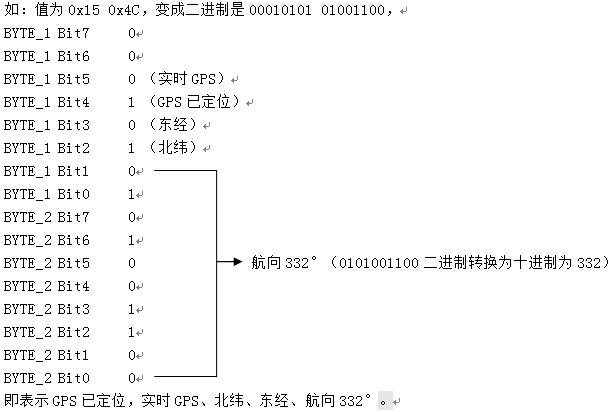 如：值为 0x15 0x4C，变成二进制是 00010101 01001100，
BYTE_1 Bit7 0
BYTE_1 Bit6 0
BYTE_1 Bit5 0 （实时 GPS）
BYTE_1 Bit4 1 （GPS 已定位）
BYTE_1 Bit3 0 （东经）
BYTE_1 Bit2 1 （北纬）
BYTE_1 Bit1 0
BYTE_1 Bit0 1
BYTE_2 Bit7 0
BYTE_2 Bit6 1
BYTE_2 Bit5 0 航向 332°（0101001100 二进制转换为十进制为 332）
BYTE_2 Bit4 0
BYTE_2 Bit3 1
BYTE_2 Bit2 1
BYTE_2 Bit1 0
BYTE_2 Bit0 0
即表示 GPS 已定位，实时 GPS、北纬、东经、航向 332°。